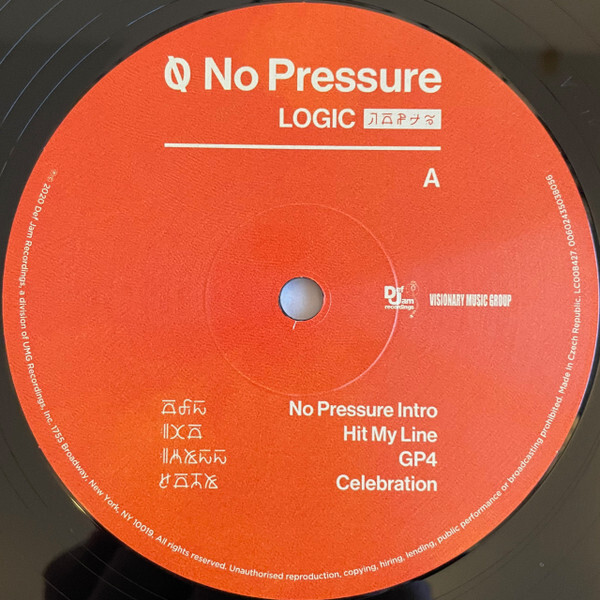 No Pressure
LOGIC
A
Def Jam recordings
VISIONARY MUSIC GROUP
No Pressure Intro
Hit My Line
GP4
Celebration
℗ 2020 Def Jam Recordings, a division of UMG Recordings, Inc. 1755 Broadway, New York, NY 10019. All rights reserved. Unauthorised reproduction, copying, hiring, lending, public performance or broadcasting prohibited. Made in Czech Republic. LC00B427. 00602435038056